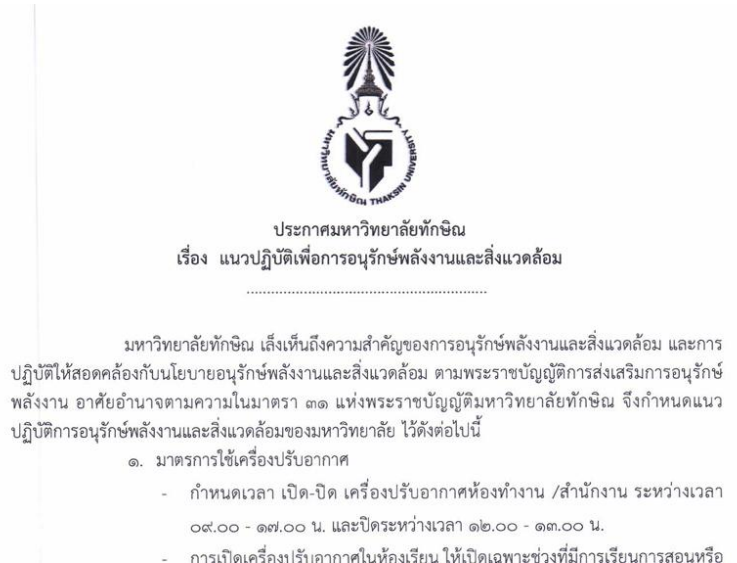 มหาวิทยาลัยทักษิณ THAKSIN UNIVERSITY
ประกาศมหาวิทยาลัยทักษิณ
เรื่อง แนวปฏิบัติเพื่อการอนุรักษ์พลังงานและสิ่งแวดล้อม
............................................................
มหาวิทยาลัยทักษิณ เล็งเห็นถึงความสำคัญของการอนุรักษ์พลังงานและสิ่งแวดล้อม และการ
ปฏิบัติให้สอดคล้องกับนโยบายอนุรักษ์พลังงานและสิ่งแวดล้อม ตามพระราชบัญญัติการส่งเสริมการอนุรักษ์
พลังงาน อาศัยอำนาจตามความในมาตรา ๓๑ แห่งพระราชบัญญัติมหาวิทยาลัยทักษิณ จึงกำหนดแนว
ปฏิบัติการอนุรักษ์พลังงานและสิ่งแวดล้อมของมหาวิทยาลัย ไว้ดังต่อไปนี้
๑. มาตรการใช้เครื่องปรับอากาศ
- กำหนดเวลา เปิด-ปิด เครื่องปรับอากาศห้องทำงาน /สำนักงาน ระหว่างเวลา
๐๙.๐๐ - ๑๗.๐๐ น. และปิดระหว่างเวลา ๑๒.๐๐ - ๑๓.๐๐ น.
- การเปิดเครื่องปรับอากาศในห้องเรียน ให้เปิดเฉพาะช่วงที่มีการเรียนการสอนหรือ